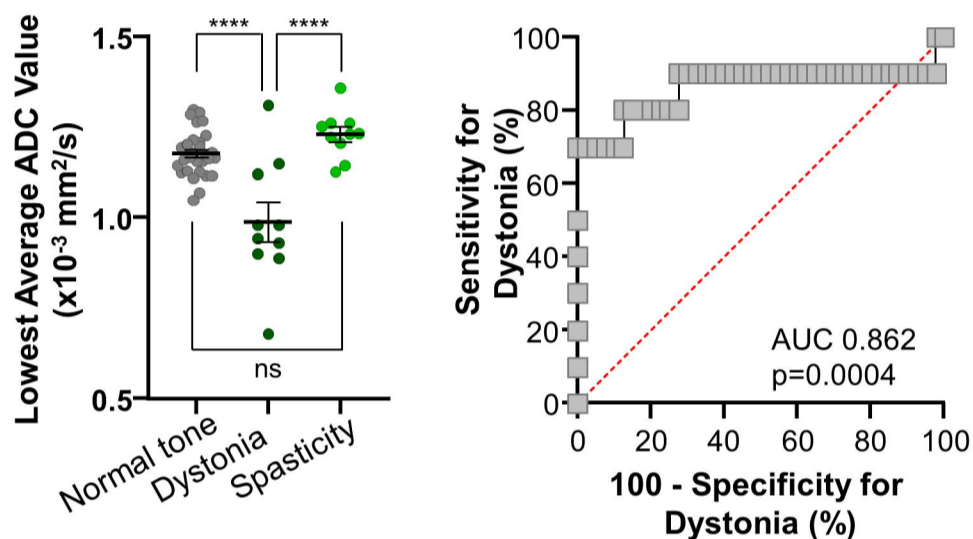 Lowest Average ADC Value
(x10⁻³ mm²/s)
1.5
1.0
0.5
****
****
ns
Normal tone
Dystonia
Spasticity
Sensitivity for
Dystonia (%)
100
80
60
40
20
0
AUC 0.862
p=0.0004
0 20 40 60 80 100
100 - Specificity for
Dystonia (%)